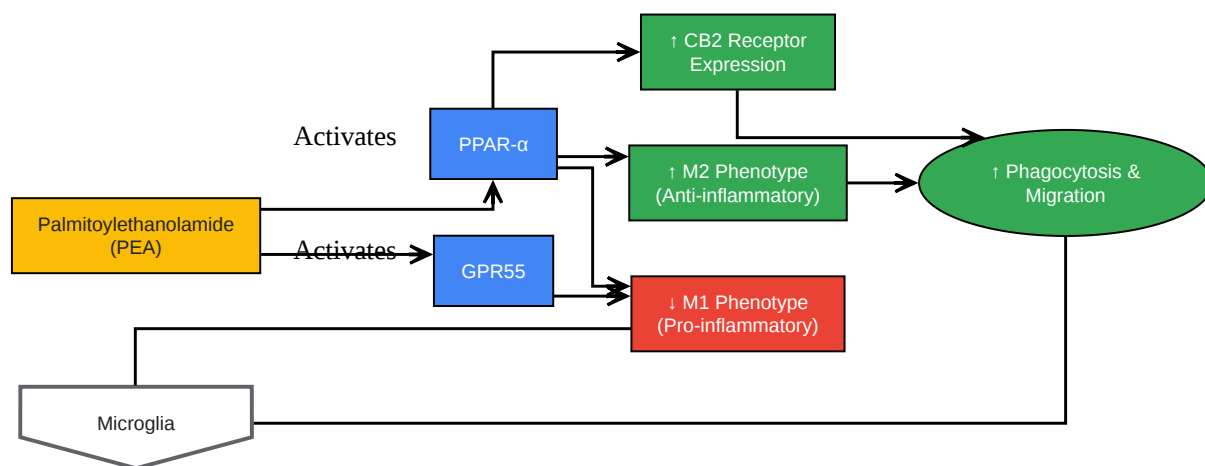 ↑ CB2 Receptor
Expression
Activates
PPAR-α
↑ M2 Phenotype
(Anti-inflammatory)
↑ Phagocytosis &
Migration
Palmitoylethanolamide
(PEA)
Activates
GPR55
↓ M1 Phenotype
(Pro-inflammatory)
Microglia